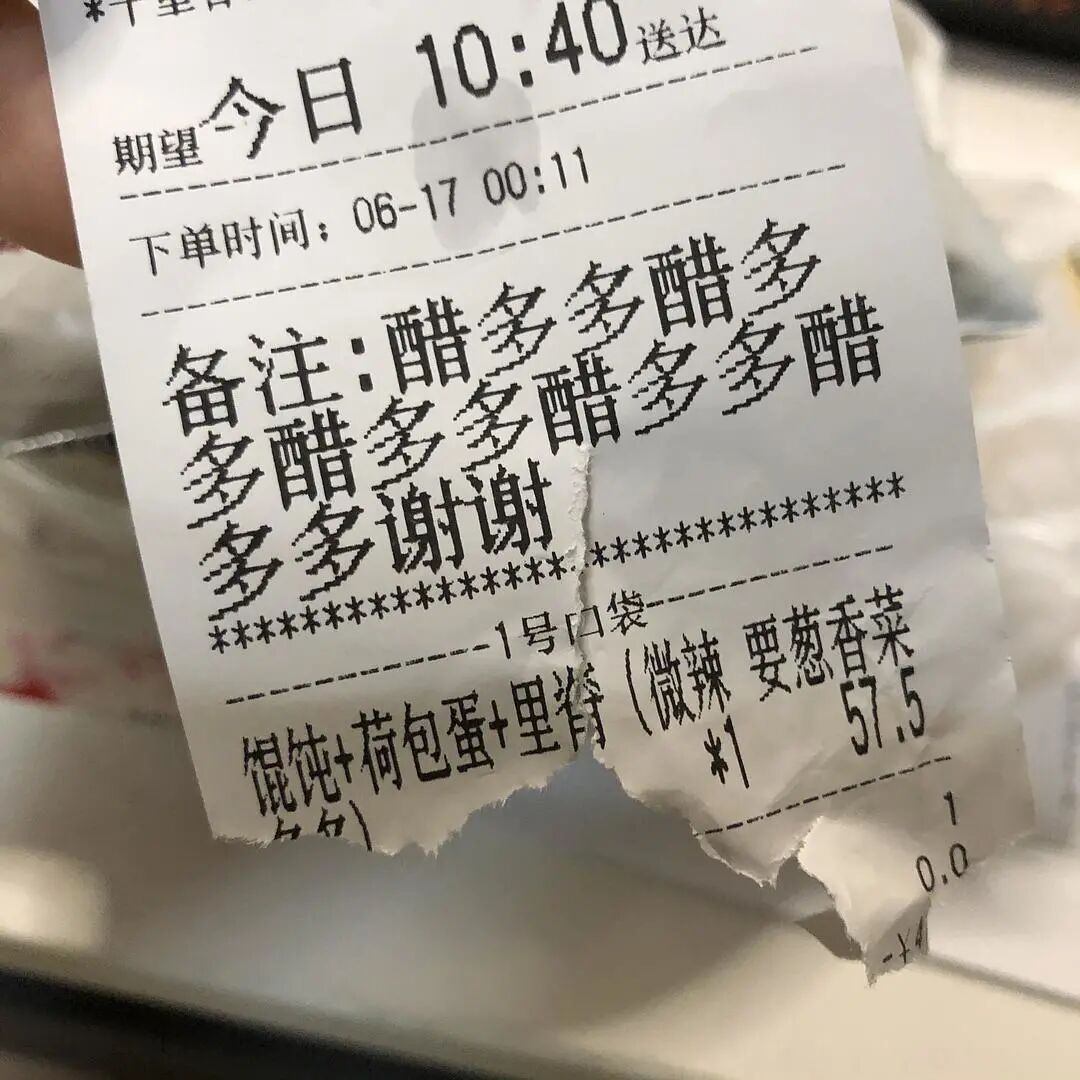 期望今日 10:40送达
下单时间: 06-17 00:11
备注:醋多多醋多
多醋多多醋多多醋
多多谢谢
****************************
1号口袋
馄饨+荷包蛋+里脊(微辣 要葱香菜
*1 57.5
1
0.0